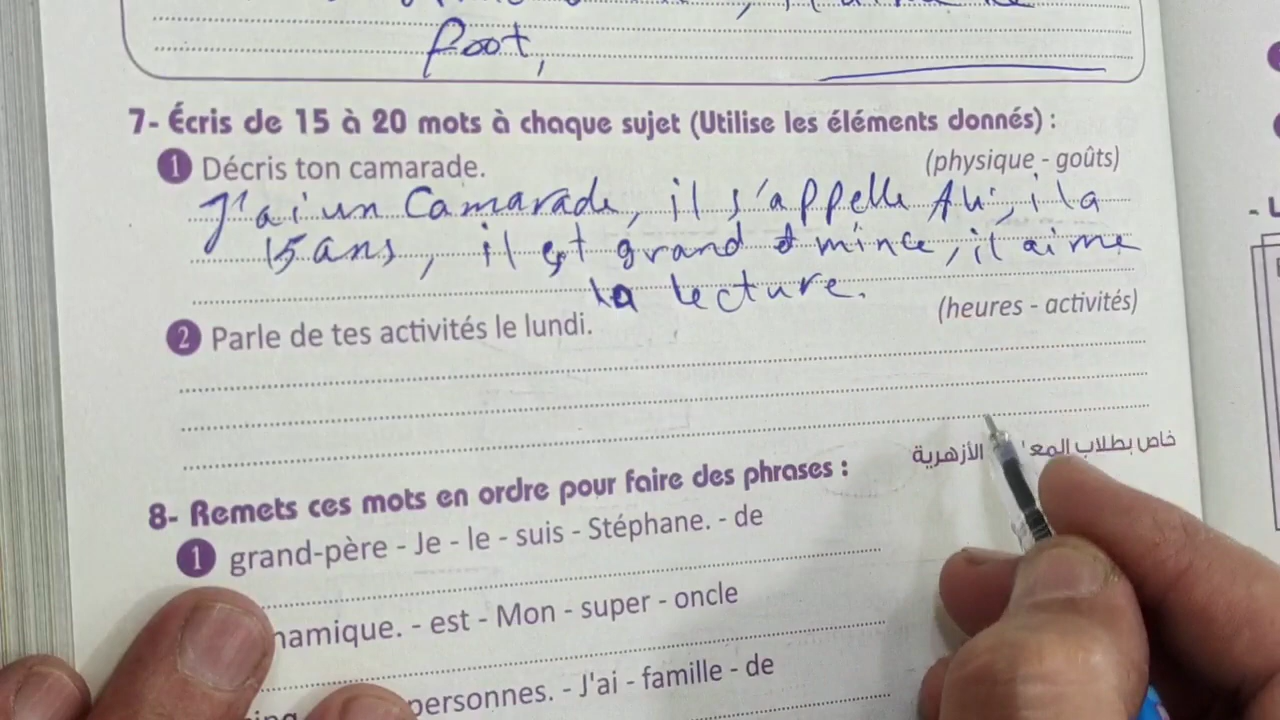 foot,
7- Écris de 15 à 20 mots à chaque sujet (Utilise les éléments donnés) :
1 Décris ton camarade. (physique - goûts)
J'ai un Camarade, il s'appelle Ali, il a
15 ans, il est grand et mince, il aime
la lecture.
2 Parle de tes activités le lundi. (heures - activités)
خاص بطلاب الأزهرية
8- Remets ces mots en ordre pour faire des phrases :
1 grand-père - Je - le - suis - Stéphane. - de
namique. - est - Mon - super - oncle
personnes. - J'ai - famille - de